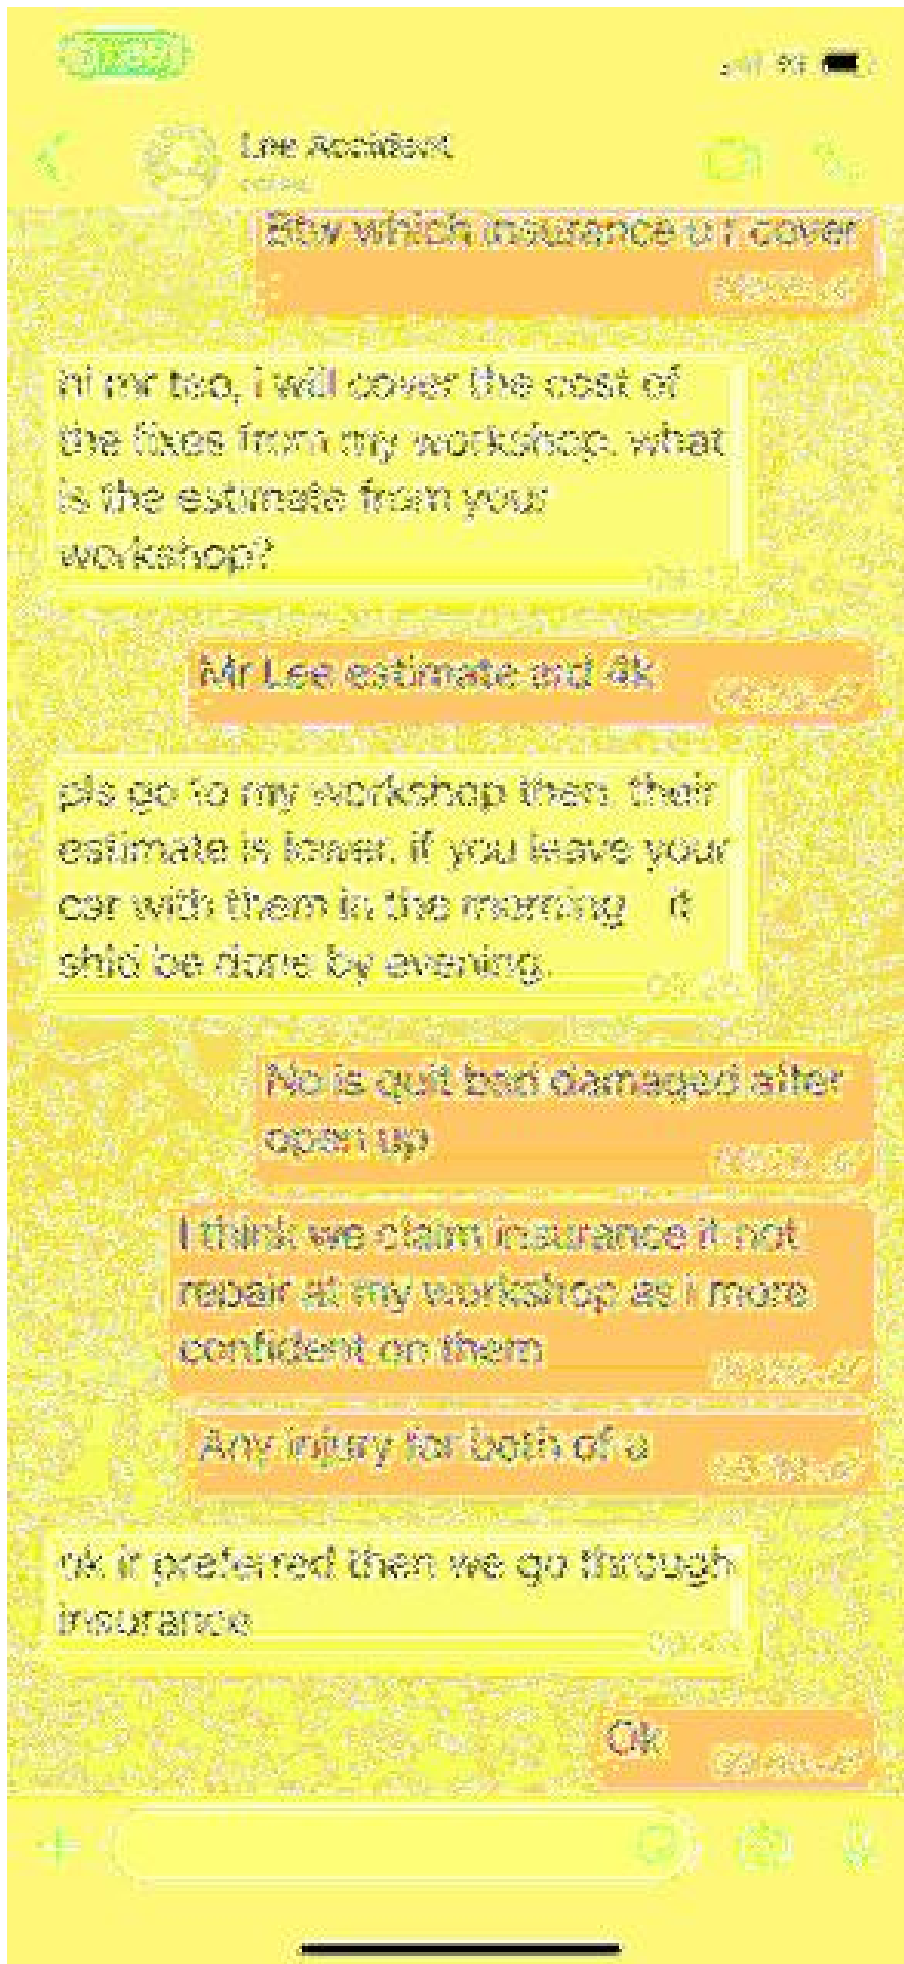 Lee Accident
Btw which insurance u r cover
hi mr teo, i will cover the cost of
the fixes from my workshop. what
is the estimate from your
workshop?
Mr Lee estimate ard 4k
pls go to my workshop then. their
estimate is lower. if you leave your
car with them in the morning it
shld be done by evening.
No is quit bad damaged after
open up
I think we claim insurance it not
repair at my workshop as i more
confident on them
Any injury for both of u
ok if preferred then we go through
insurance
Ok